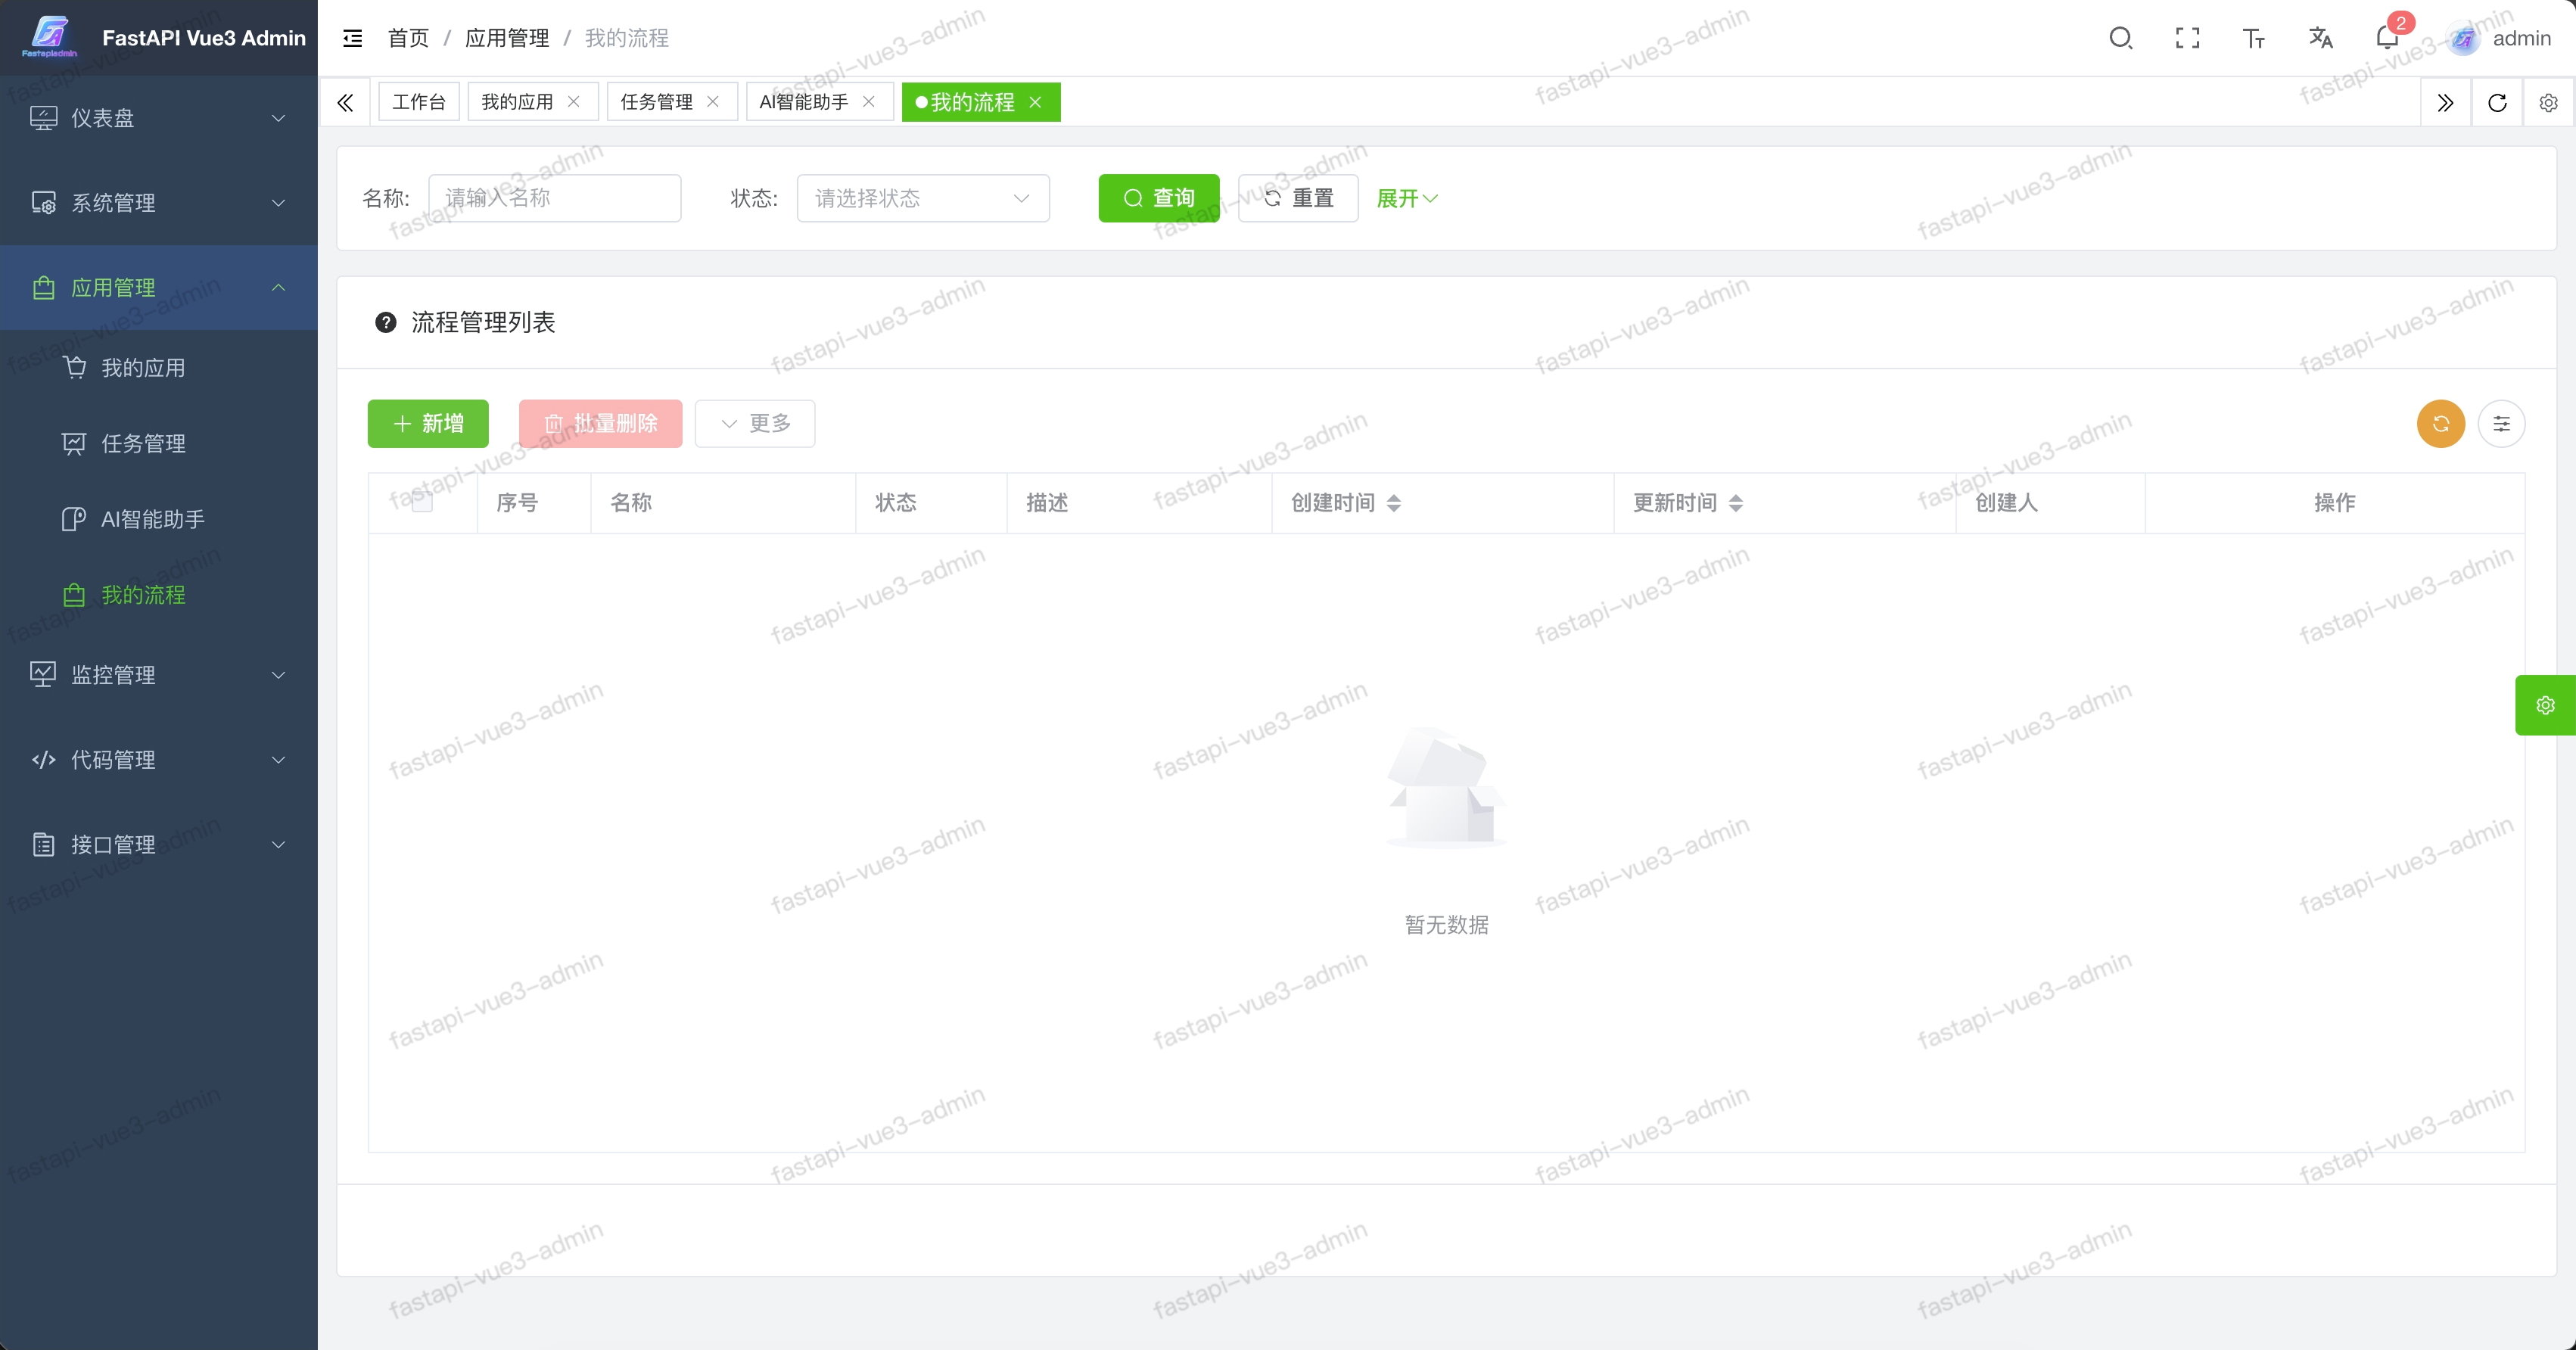 Fastapiadmin
FastAPI Vue3 Admin
首页 / 应用管理 / 我的流程
2
admin
仪表盘
系统管理
应用管理
我的应用
任务管理
AI智能助手
我的流程
监控管理
代码管理
接口管理
工作台
我的应用
任务管理
AI智能助手
我的流程
名称: 请输入名称 状态: 请选择状态 查询 重置 展开
流程管理列表
新增 批量删除 更多
序号 名称 状态 描述 创建时间 更新时间 创建人 操作
暂无数据
fastapi-vue3-admin